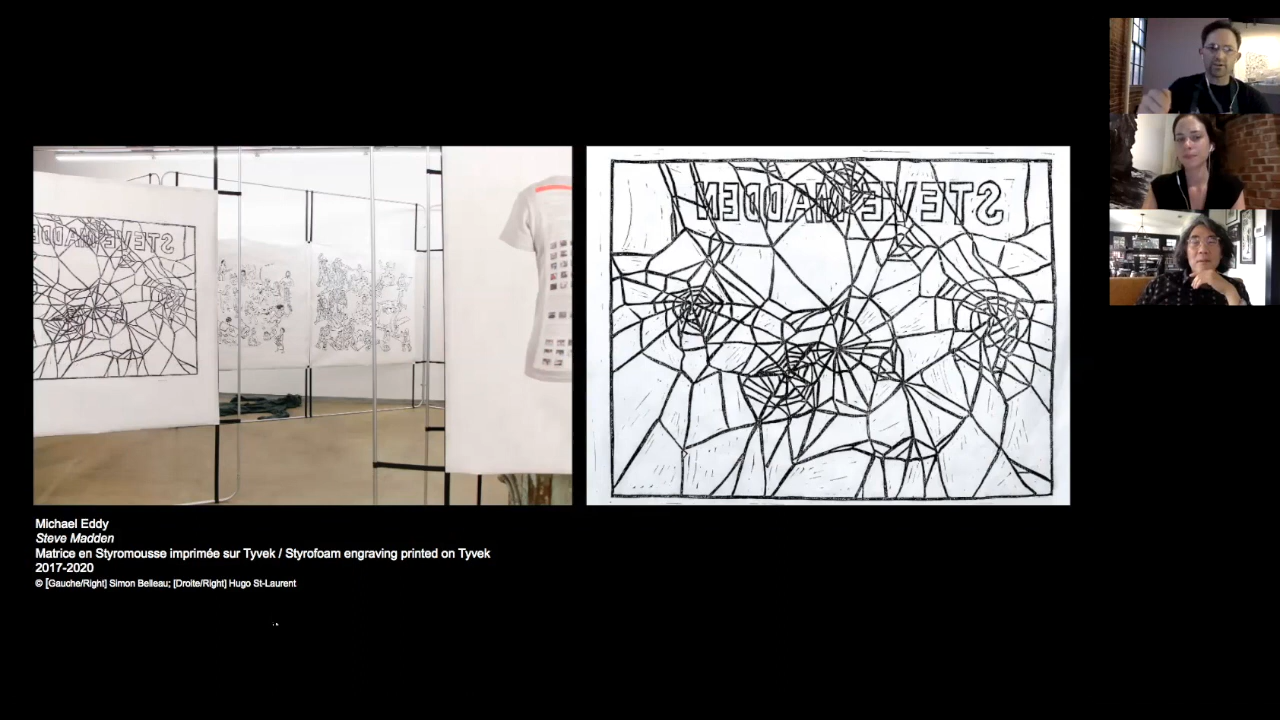 STEVE MADDEN
STEVE MADDEN
Michael Eddy
Steve Madden
Matrice en Styromousse imprimée sur Tyvek / Styrofoam engraving printed on Tyvek
2017-2020
© [Gauche/Right] Simon Belleau; [Droite/Right] Hugo St-Laurent